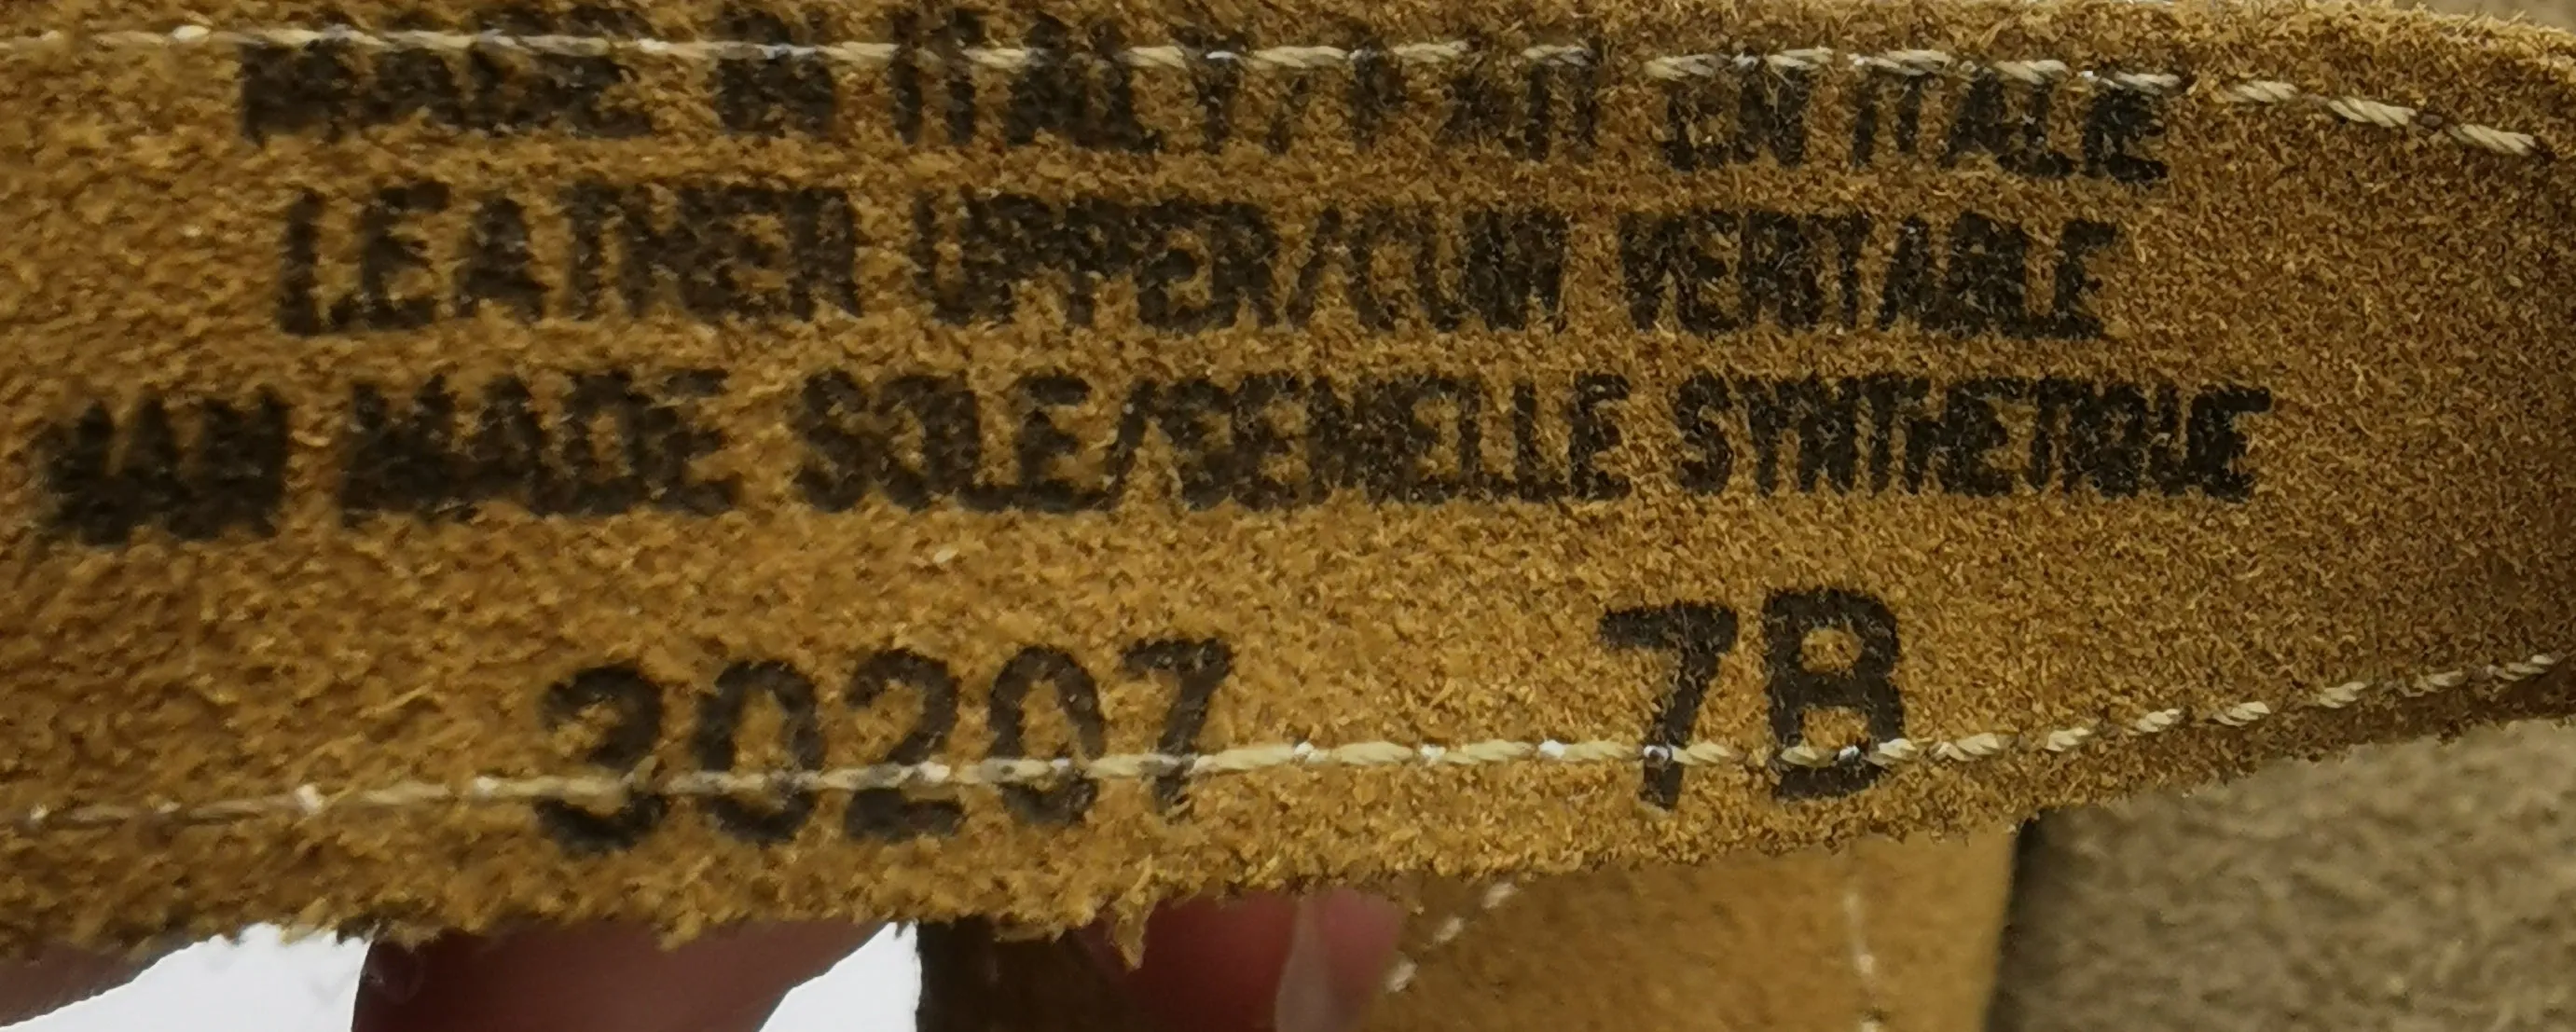 MADE IN ITALY / FAIT EN ITALIE
LEATHER UPPER/CUIR VERITABLE
MAN MADE SOLE/SEMELLE SYNTHETIQUE
30207 7B